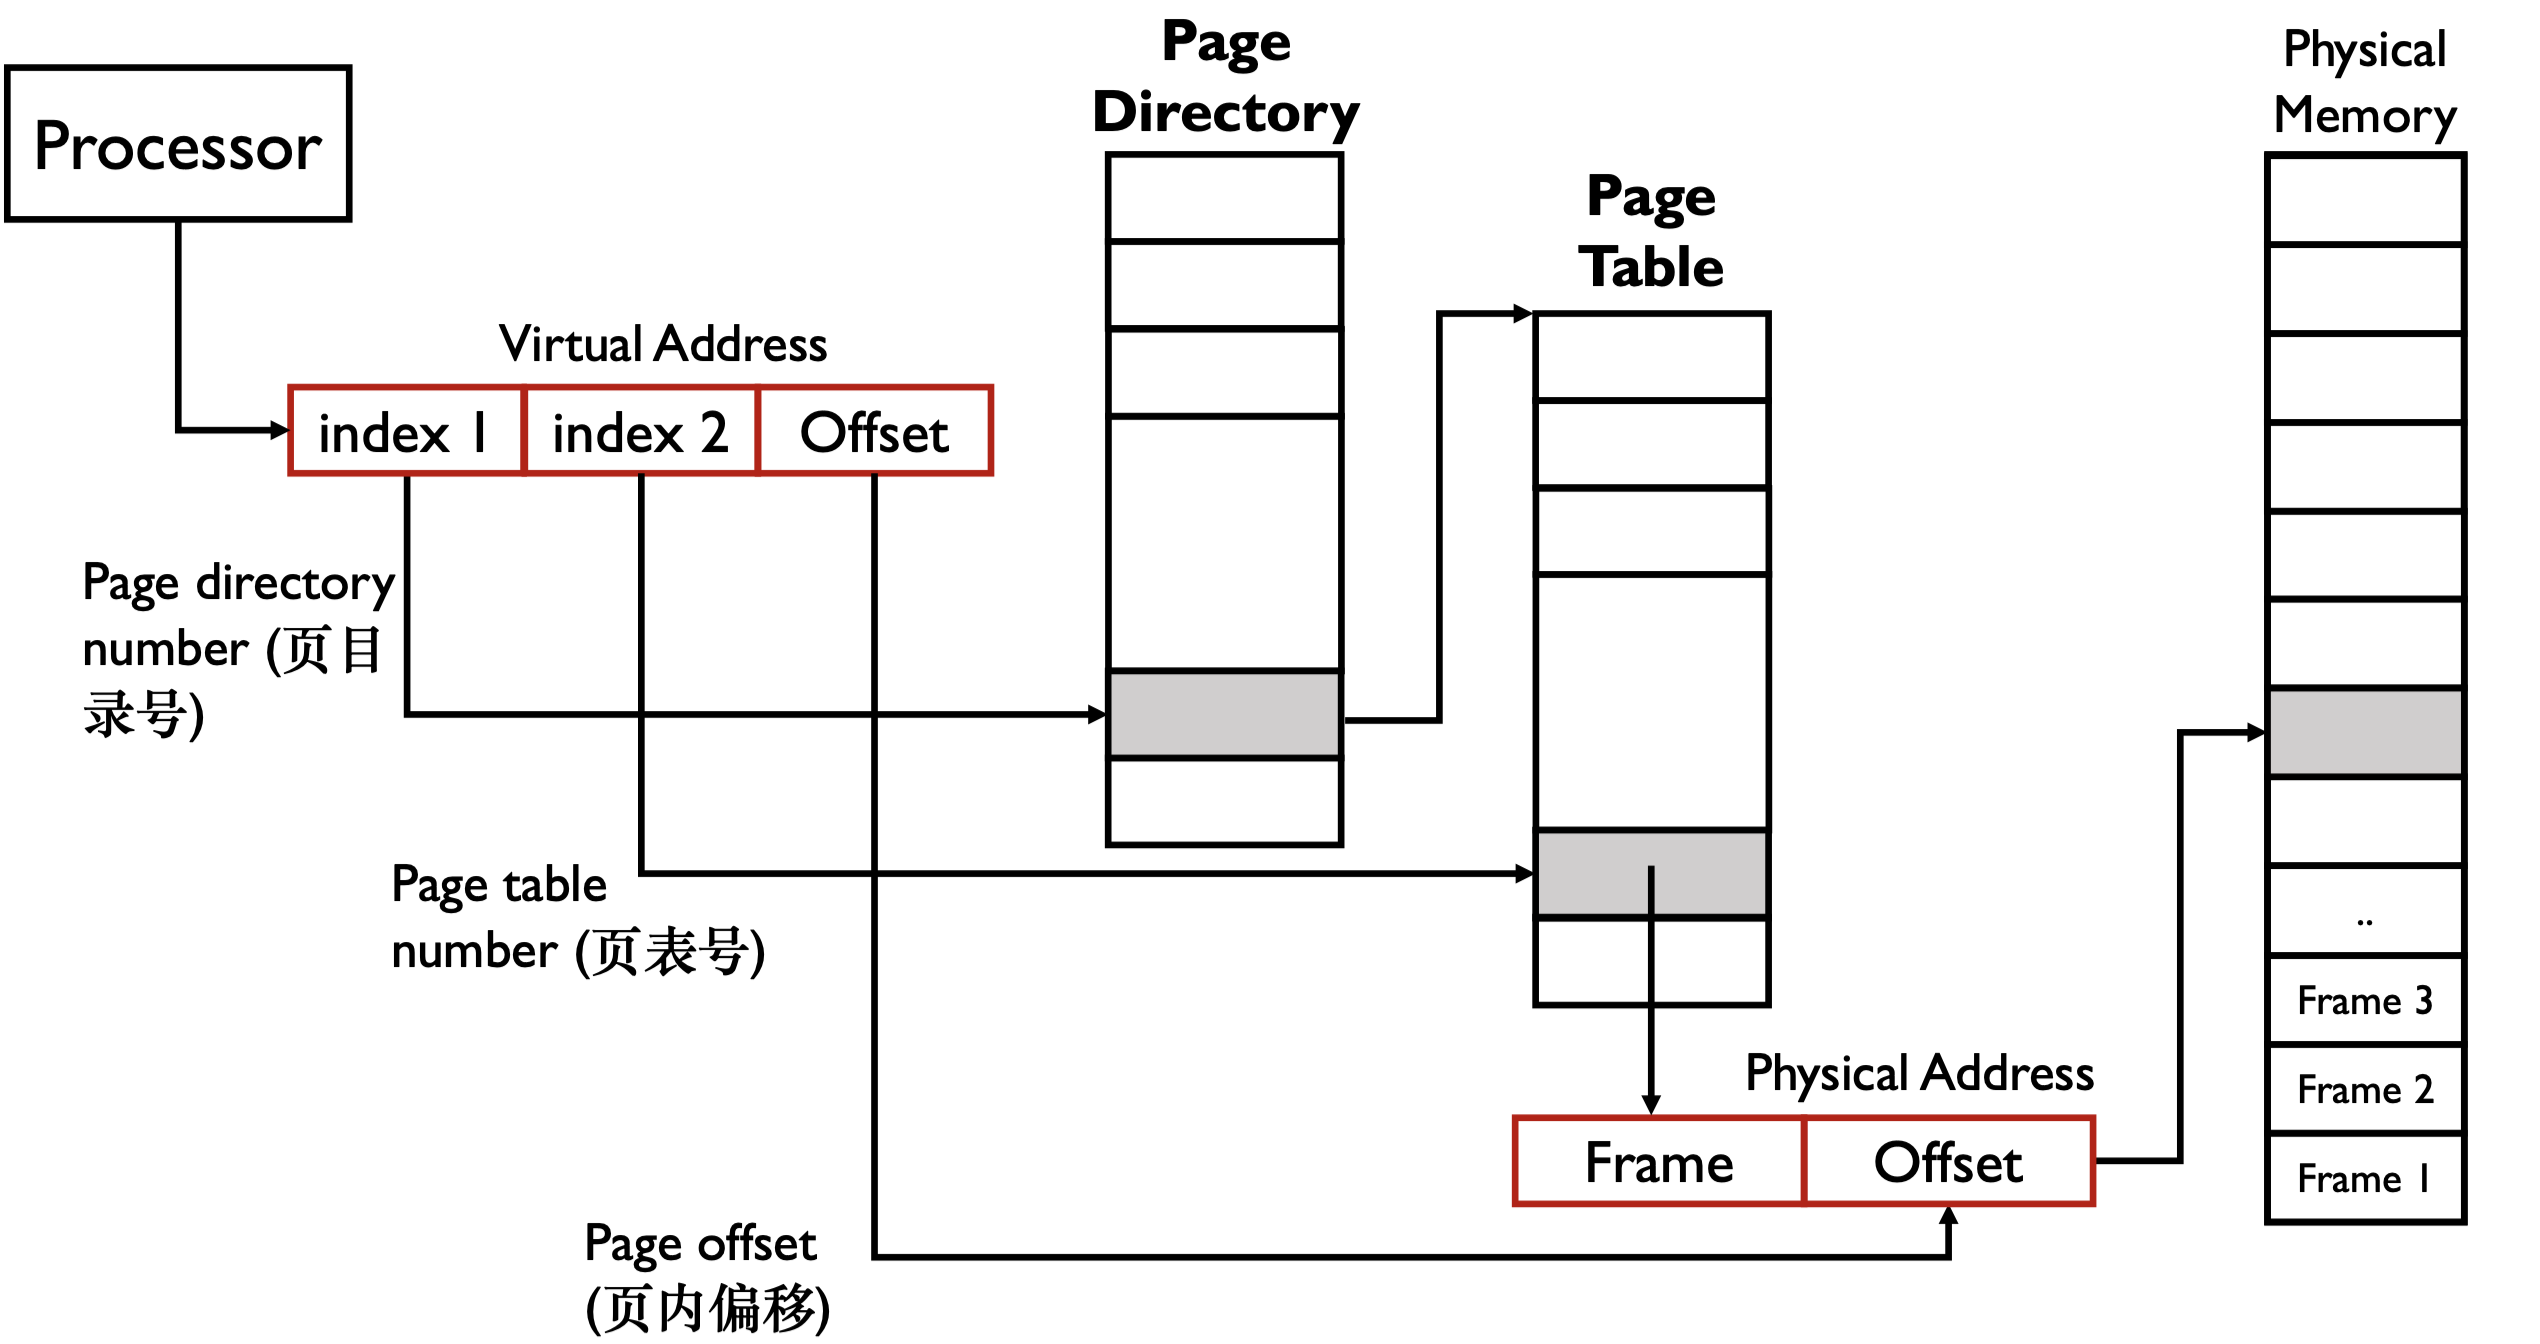 Page
Directory
Physical
Memory
Processor
Page
Table
Virtual Address
index 1
index 2
Offset
Page directory
number (页目
录号)
Page table
number (页表号)
..
Frame 3
Physical Address
Frame 2
Frame
Offset
Frame 1
Page offset
(页内偏移)